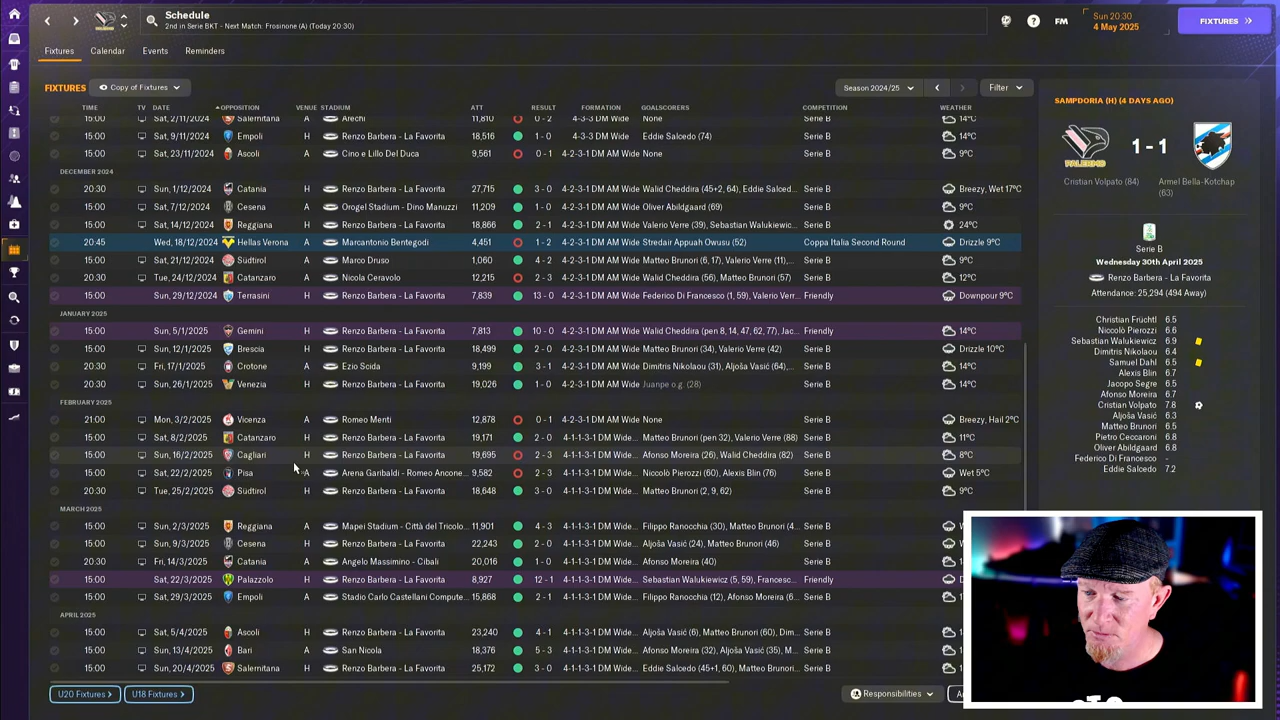 Schedule
2nd in Serie BKT - Next Match: Frosinone (A) (Today 20:30)
FM
Sun 20:30
4 May 2025
FIXTURES
Fixtures Calendar Events Reminders
FIXTURES Copy of Fixtures Season 2024/25 Filter
TIME TV DATE OPPOSITION VENUE STADIUM ATT RESULT FORMATION GOALSCORERS COMPETITION WEATHER
15:00 Sat, 2/11/2024 Salernitana A Arechi 11,810 0 - 2 4-3-3 DM Wide None Serie B 14°C
15:00 Sat, 9/11/2024 Empoli H Renzo Barbera - La Favorita 18,516 1 - 0 4-3-3 DM Wide Eddie Salcedo (74) Serie B 14°C
15:00 Sat, 23/11/2024 Ascoli A Cino e Lillo Del Duca 9,561 0 - 1 4-2-3-1 DM AM Wide None Serie B 9°C
DECEMBER 2024
20:30 Sun, 1/12/2024 Catania H Renzo Barbera - La Favorita 27,715 3 - 0 4-2-3-1 DM AM Wide Walid Cheddira (45+2, 64), Eddie Salced... Serie B Breezy, Wet 17°C
15:00 Sat, 7/12/2024 Cesena A Orogel Stadium - Dino Manuzzi 11,209 1 - 0 4-2-3-1 DM AM Wide Oliver Abildgaard (69) Serie B 9°C
15:00 Sat, 14/12/2024 Reggiana H Renzo Barbera - La Favorita 18,866 2 - 1 4-2-3-1 DM AM Wide Valerio Verre (39), Sebastian Walukiewic... Serie B 24°C
20:45 Wed, 18/12/2024 Hellas Verona A Marcantonio Bentegodi 4,451 1 - 2 4-2-3-1 DM AM Wide Stredair Appuah Owusu (52) Coppa Italia Second Round Drizzle 9°C
15:00 Sat, 21/12/2024 Südtirol A Marco Druso 1,060 4 - 2 4-2-3-1 DM AM Wide Matteo Brunori (6, 17), Valerio Verre (11),... Serie B 9°C
20:30 Tue, 24/12/2024 Catanzaro A Nicola Ceravolo 12,215 2 - 3 4-2-3-1 DM AM Wide Walid Cheddira (56), Matteo Brunori (57) Serie B 12°C
15:00 Sun, 29/12/2024 Terrasini H Renzo Barbera - La Favorita 7,839 13 - 0 4-2-3-1 DM AM Wide Federico Di Francesco (1, 59), Valerio Verr... Friendly Downpour 9°C
JANUARY 2025
15:00 Sun, 5/1/2025 Gemini H Renzo Barbera - La Favorita 7,813 10 - 0 4-2-3-1 DM AM Wide Walid Cheddira (pen 8, 14, 47, 62, 77), Jac... Friendly 14°C
15:00 Sun, 12/1/2025 Brescia H Renzo Barbera - La Favorita 18,499 2 - 0 4-2-3-1 DM AM Wide Matteo Brunori (34), Valerio Verre (42) Serie B Drizzle 10°C
20:30 Fri, 17/1/2025 Crotone A Ezio Scida 9,199 3 - 1 4-2-3-1 DM AM Wide Dimitris Nikolaou (31), Aljoša Vasić (64),... Serie B 14°C
20:30 Sun, 26/1/2025 Venezia H Renzo Barbera - La Favorita 19,026 1 - 0 4-2-3-1 DM AM Wide Juanpe o.g. (28) Serie B 14°C
FEBRUARY 2025
21:00 Mon, 3/2/2025 Vicenza A Romeo Menti 12,878 0 - 1 4-2-3-1 DM AM Wide None Serie B Breezy, Hail 2°C
15:00 Sat, 8/2/2025 Catanzaro H Renzo Barbera - La Favorita 19,171 2 - 0 4-1-1-3-1 DM Wide... Matteo Brunori (pen 32), Valerio Verre (88) Serie B 11°C
15:00 Sun, 16/2/2025 Cagliari H Renzo Barbera - La Favorita 19,695 2 - 3 4-1-1-3-1 DM Wide... Afonso Moreira (26), Walid Cheddira (82) Serie B 8°C
15:00 Sat, 22/2/2025 Pisa A Arena Garibaldi - Romeo Ancone... 9,582 2 - 3 4-1-1-3-1 DM Wide... Niccolò Pierozzi (60), Alexis Blin (76) Serie B Wet 5°C
20:30 Tue, 25/2/2025 Südtirol H Renzo Barbera - La Favorita 18,648 3 - 0 4-1-1-3-1 DM Wide... Matteo Brunori (2, 9, 62) Serie B 9°C
MARCH 2025
15:00 Sun, 2/3/2025 Reggiana A Mapei Stadium - Città del Tricolo... 11,901 4 - 3 4-1-1-3-1 DM Wide... Filippo Ranocchia (30), Matteo Brunori (4... Serie B
15:00 Sun, 9/3/2025 Cesena H Renzo Barbera - La Favorita 22,243 2 - 0 4-1-1-3-1 DM Wide... Aljoša Vasić (24), Matteo Brunori (46) Serie B
20:30 Fri, 14/3/2025 Catania A Angelo Massimino - Cibali 20,016 1 - 0 4-1-1-3-1 DM Wide... Afonso Moreira (40) Serie B
15:00 Sat, 22/3/2025 Palazzolo H Renzo Barbera - La Favorita 8,927 12 - 1 4-1-1-3-1 DM Wide... Sebastian Walukiewicz (5, 59), Francesc... Friendly
15:00 Sat, 29/3/2025 Empoli A Stadio Carlo Castellani Compute... 15,868 2 - 1 4-1-1-3-1 DM Wide... Filippo Ranocchia (12), Afonso Moreira (6... Serie B
APRIL 2025
15:00 Sat, 5/4/2025 Ascoli H Renzo Barbera - La Favorita 23,240 4 - 1 4-1-1-3-1 DM Wide... Aljoša Vasić (6), Matteo Brunori (60), Dim... Serie B
15:00 Sun, 13/4/2025 Bari A San Nicola 18,376 5 - 3 4-1-1-3-1 DM Wide... Afonso Moreira (32), Aljoša Vasić (35), M... Serie B
15:00 Sun, 20/4/2025 Salernitana H Renzo Barbera - La Favorita 25,172 3 - 0 4-1-1-3-1 DM Wide... Eddie Salcedo (45+1, 60), Matteo Brunori... Serie B
U20 Fixtures U18 Fixtures Responsibilities
SAMPDORIA (H) (4 DAYS AGO)
PALERMO
1 - 1
Cristian Volpato (84) Armel Bella-Kotchap (63)
Serie B
Wednesday 30th April 2025
Renzo Barbera - La Favorita
Attendance: 25,294 (494 Away)
Christian Früchtl 6.5
Niccolò Pierozzi 6.6
Sebastian Walukiewicz 6.9
Dimitris Nikolaou 6.4
Samuel Dahl 6.5
Alexis Blin 6.7
Jacopo Segre 6.5
Afonso Moreira 6.7
Cristian Volpato 7.8
Aljoša Vasić 6.3
Matteo Brunori 6.5
Pietro Ceccaroni 6.8
Oliver Abildgaard 6.8
Federico Di Francesco -
Eddie Salcedo 7.2